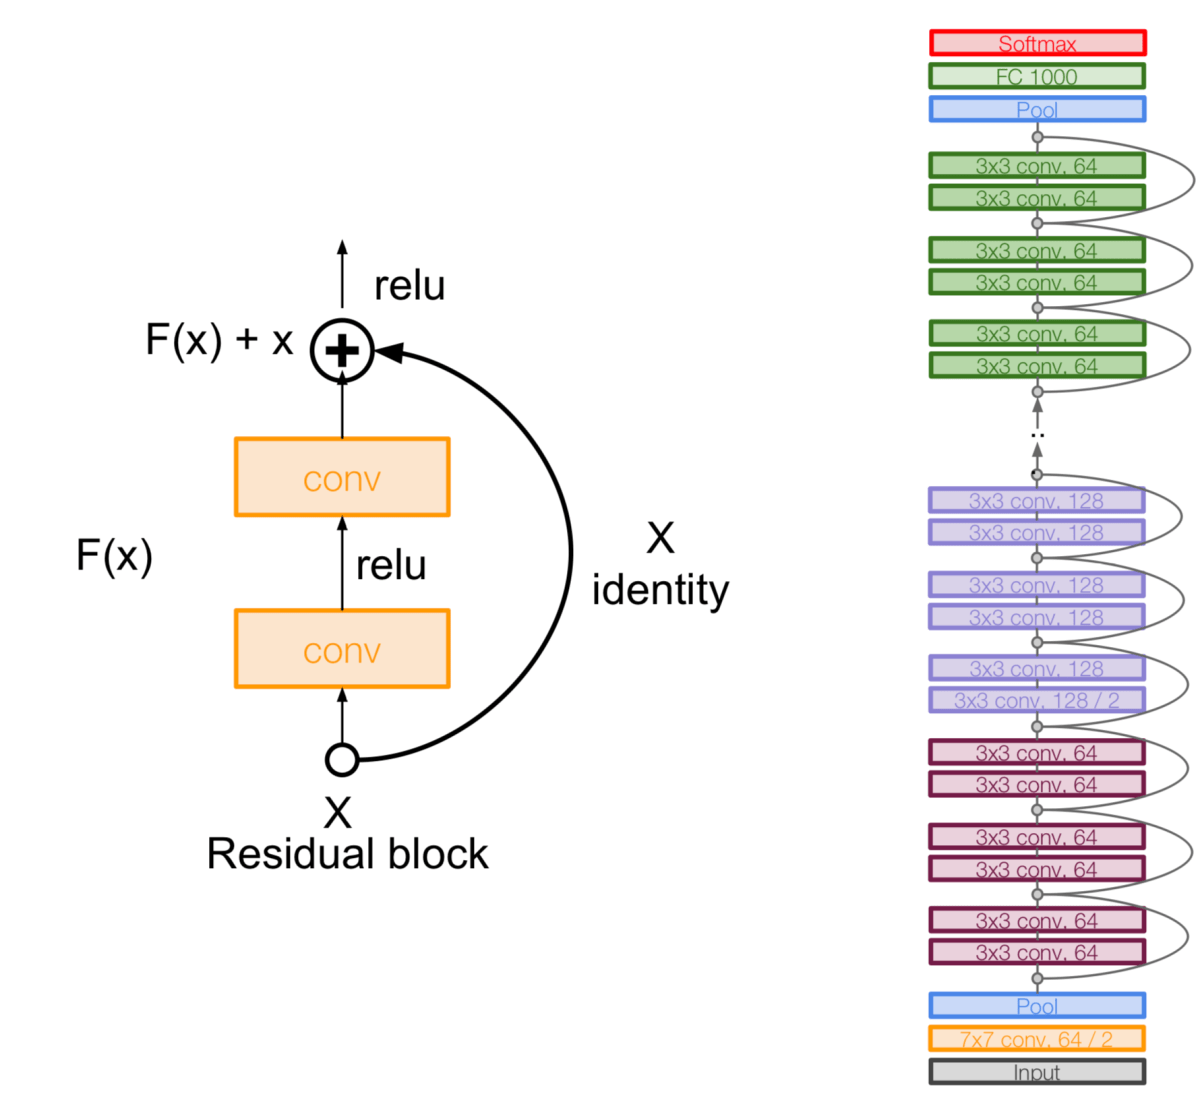 relu
F(x) + x
conv
F(x)
relu
X
identity
conv
X
Residual block
Softmax
FC 1000
Pool
3x3 conv, 64
3x3 conv, 64
3x3 conv, 64
3x3 conv, 64
3x3 conv, 64
3x3 conv, 64
..
3x3 conv, 128
3x3 conv, 128
3x3 conv, 128
3x3 conv, 128
3x3 conv, 128
3x3 conv, 128 / 2
3x3 conv, 64
3x3 conv, 64
3x3 conv, 64
3x3 conv, 64
3x3 conv, 64
3x3 conv, 64
Pool
7x7 conv, 64 / 2
Input